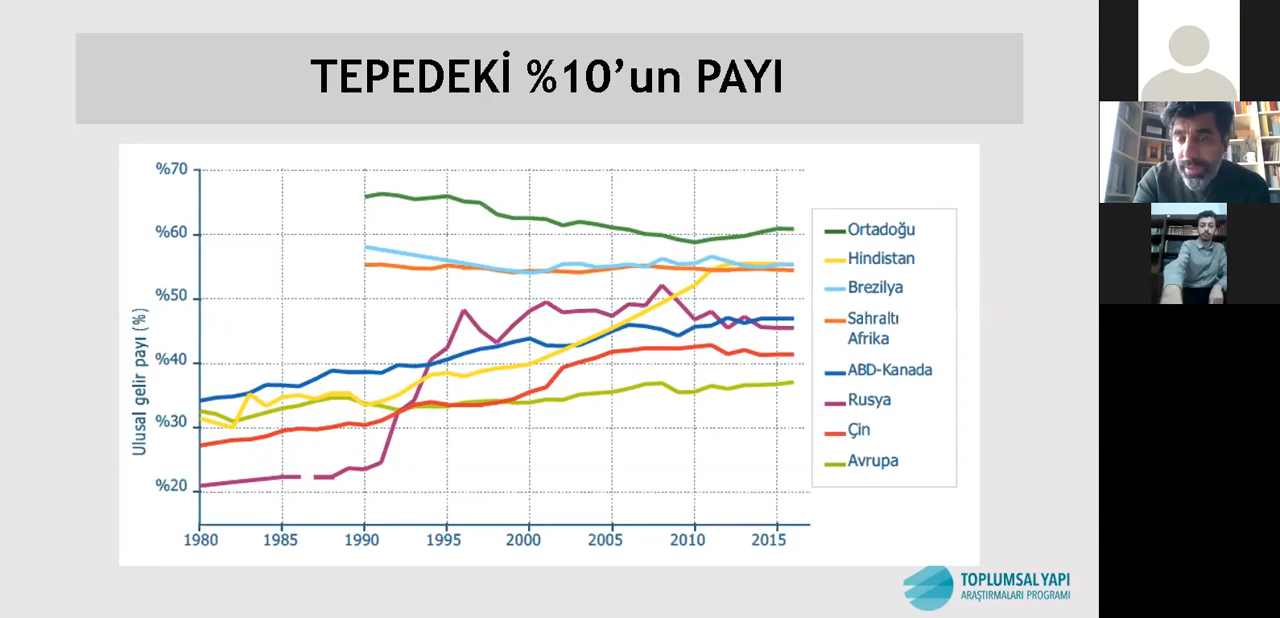 TEPEDEKİ %10’un PAYI
%70
%60
%50
%40
%30
%20
Ulusal gelir payı (%)
1980 1985 1990 1995 2000 2005 2010 2015
Ortadoğu
Hindistan
Brezilya
Sahraltı
Afrika
ABD-Kanada
Rusya
Çin
Avrupa
TOPLUMSAL YAPI
ARAŞTIRMALARI PROGRAMI